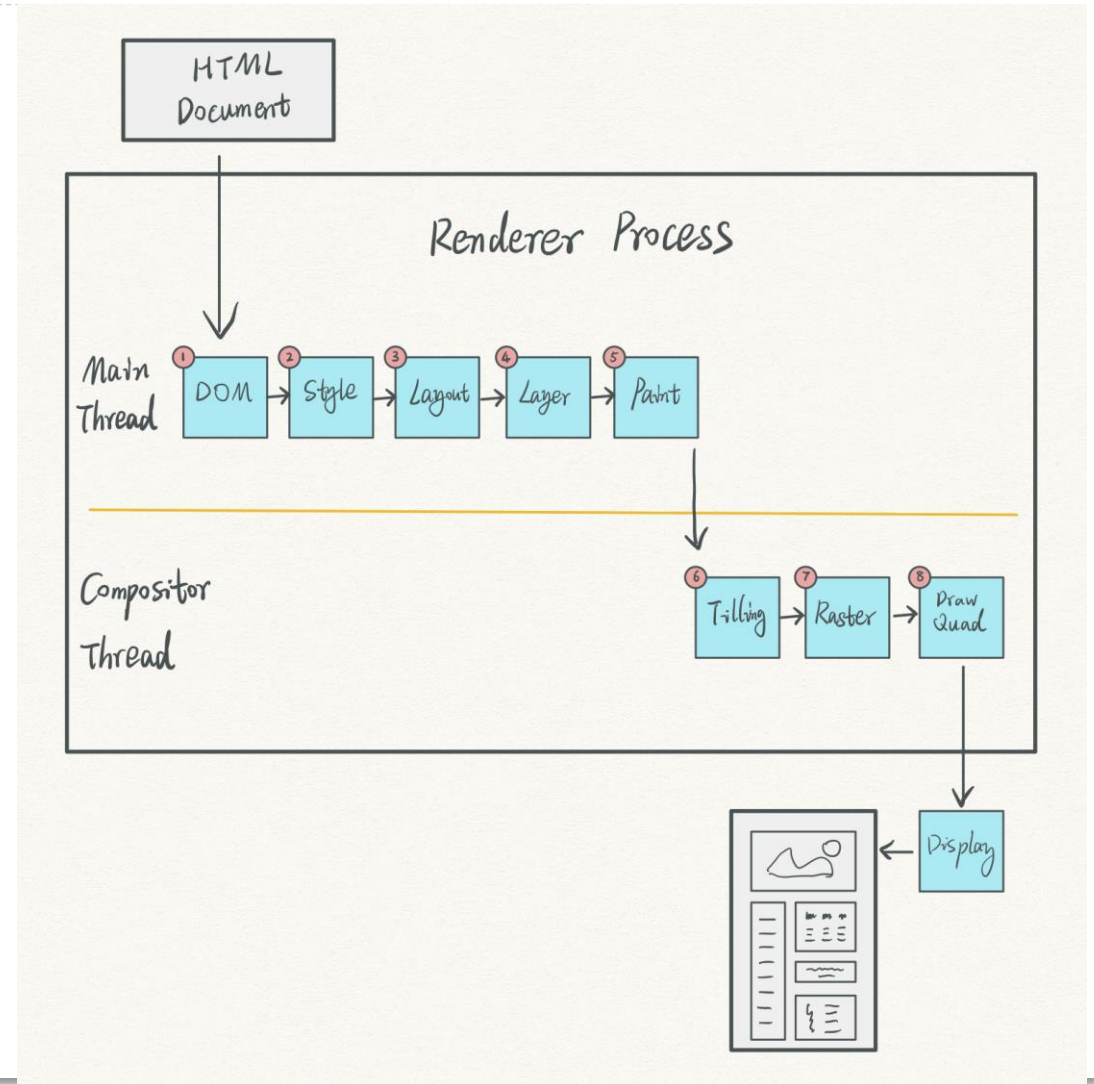 HTML
Document
Renderer Process
Main
Thread
1
DOM
2
Style
3
Layout
4
Layer
5
Paint
Compositor
Thread
6
Tilling
7
Raster
8
Draw
Quad
Display